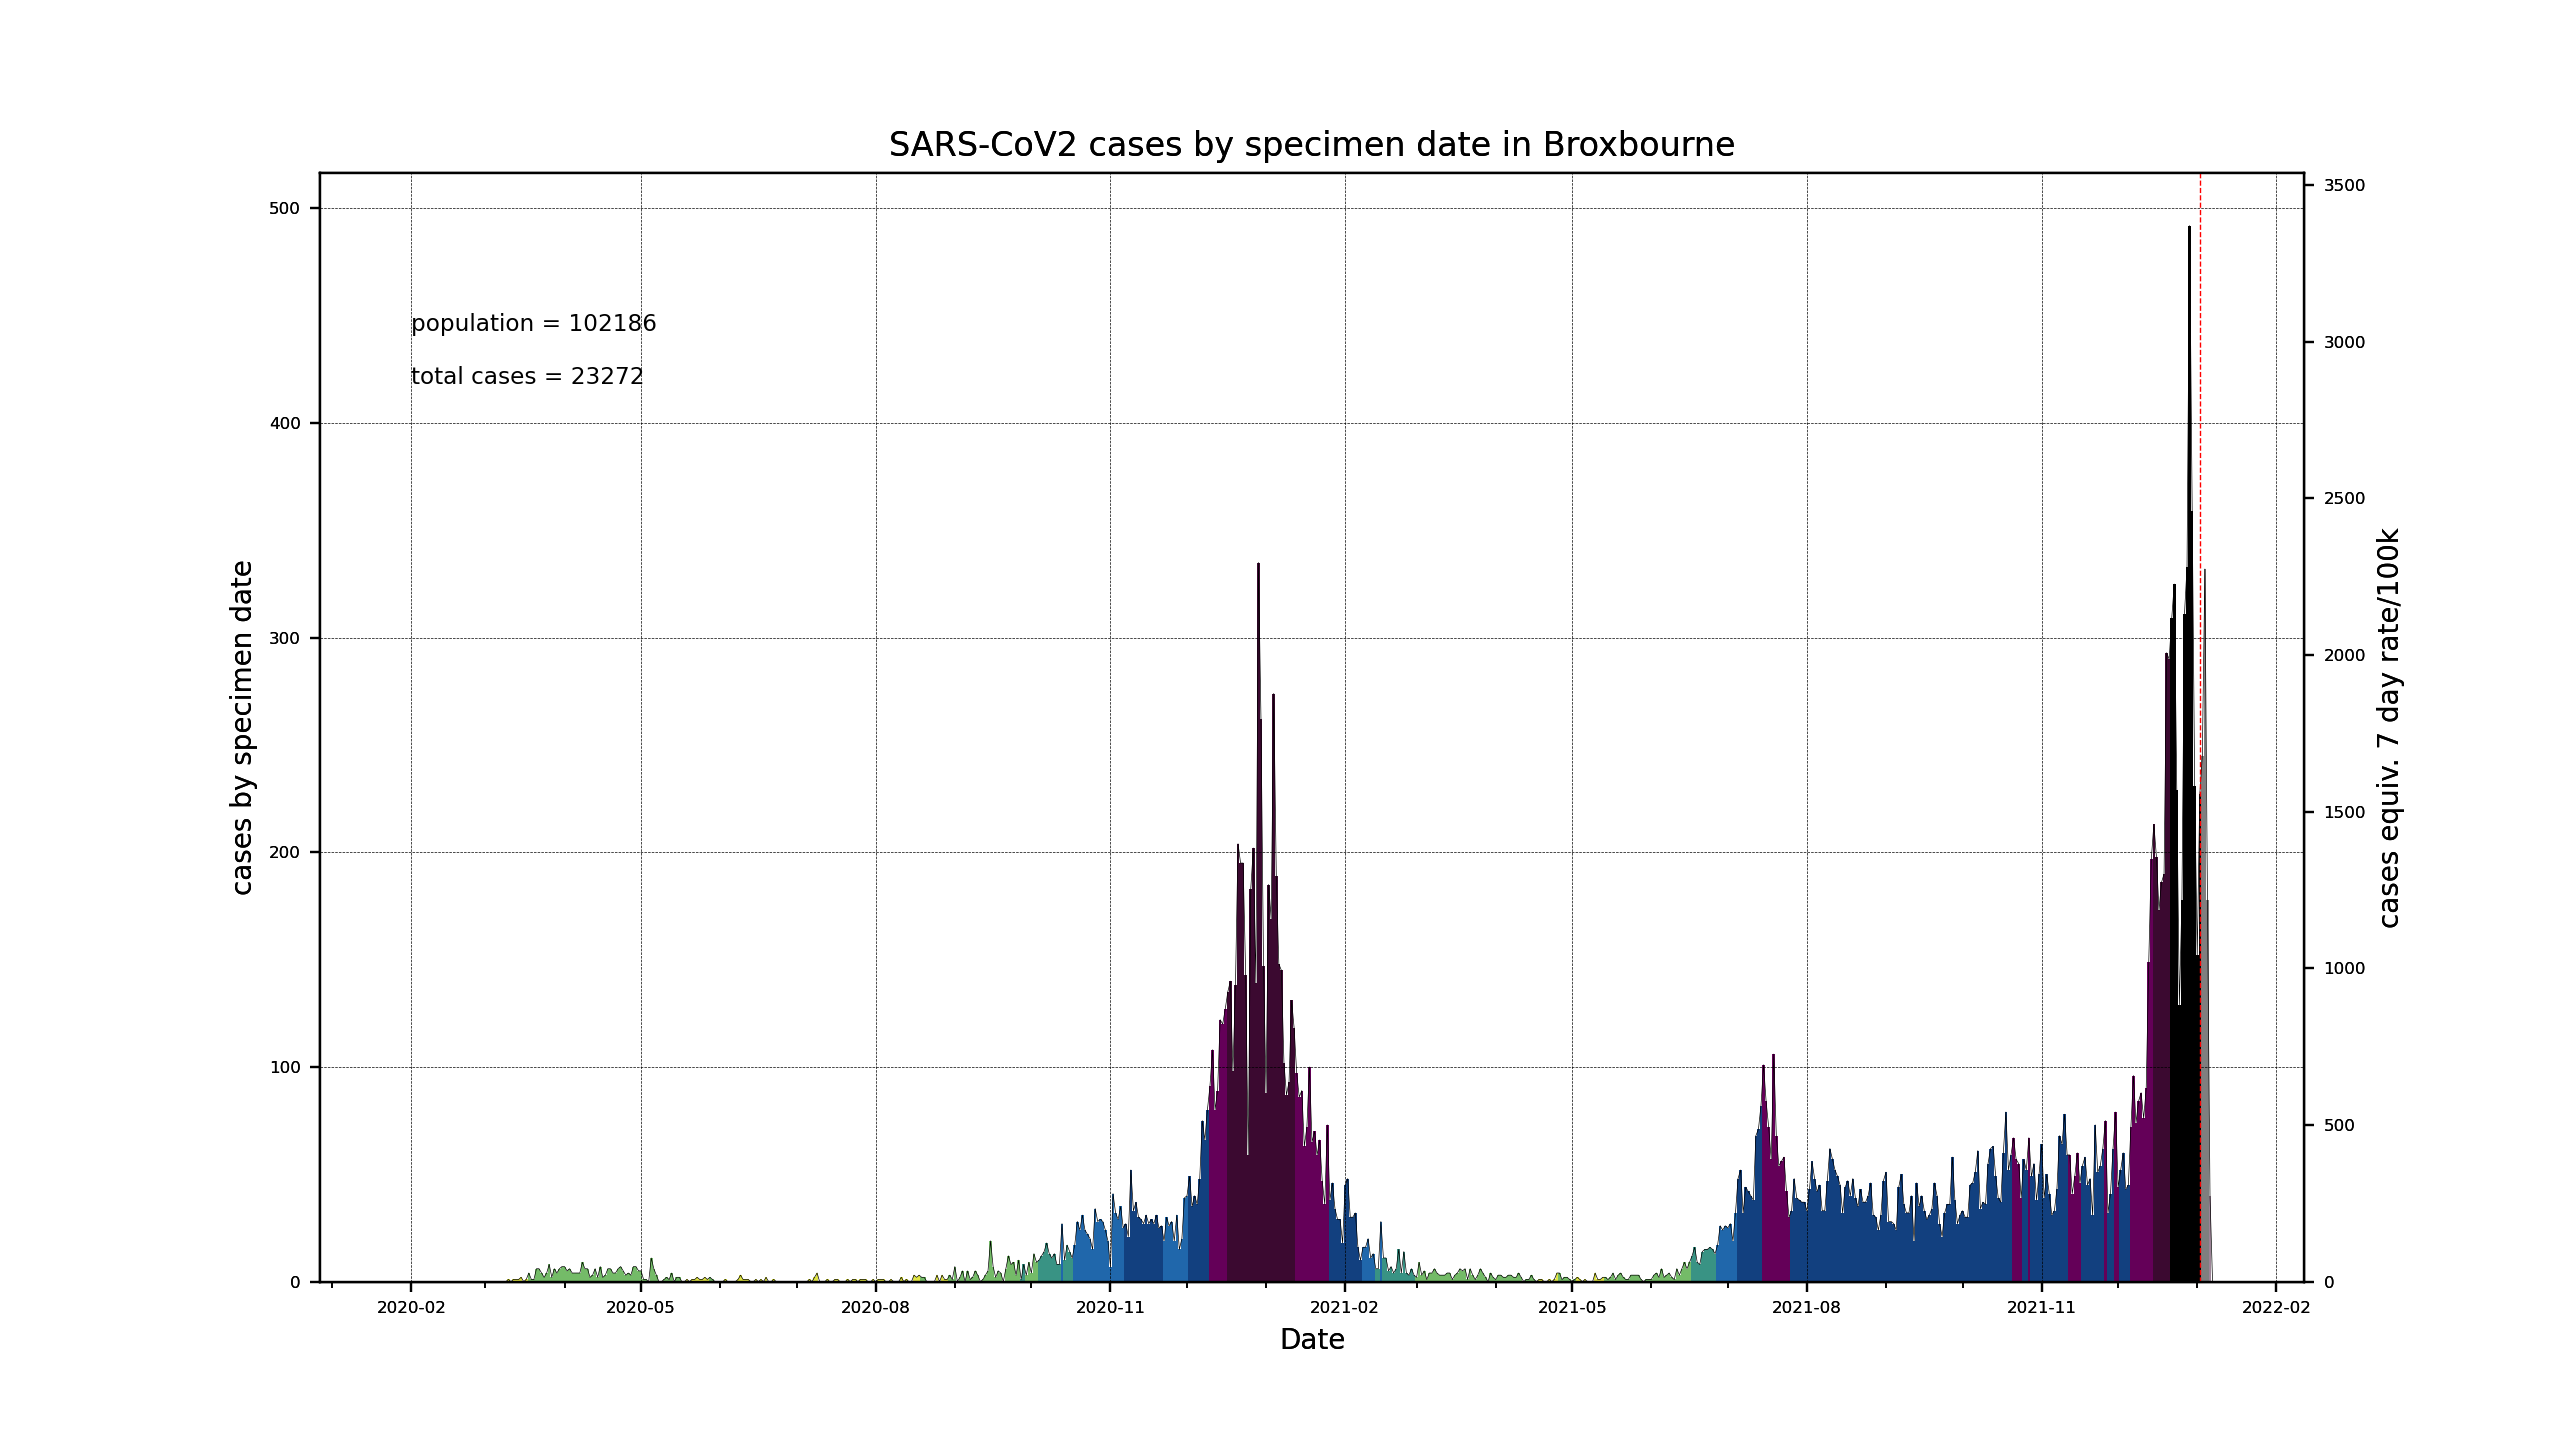 SARS-CoV2 cases by specimen date in Broxbourne
population = 102186
total cases = 23272
cases by specimen date
500
400
300
200
100
0
3500
3000
2500
2000
1500
1000
500
0
cases equiv. 7 day rate/100k
2020-02 2020-05 2020-08 2020-11 2021-02 2021-05 2021-08 2021-11 2022-02
Date